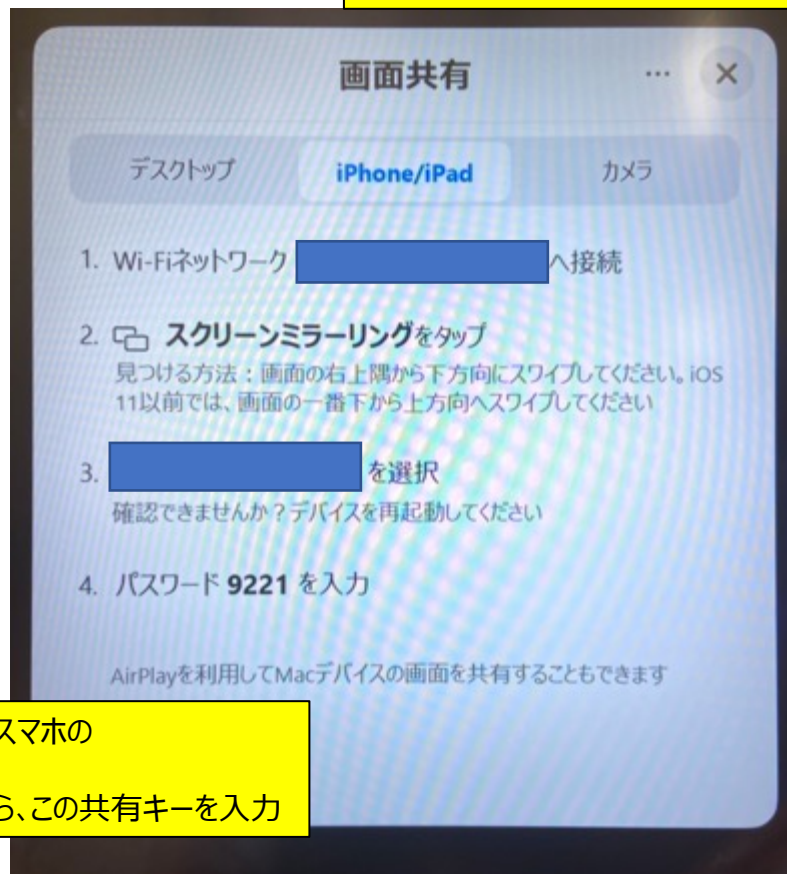 画面共有
... ×
デスクトップ iPhone/iPad カメラ
1. Wi-Fiネットワーク へ接続
2. スクリーンミラーリングをタップ
見つける方法：画面の右上隅から下方向にスワイプしてください。iOS
11以前では、画面の一番下から上方向へスワイプしてください
3. を選択
確認できませんか？デバイスを再起動してください
4. パスワード 9221 を入力
AirPlayを利用してMacデバイスの画面を共有することもできます
スマホの
ら、この共有キーを入力